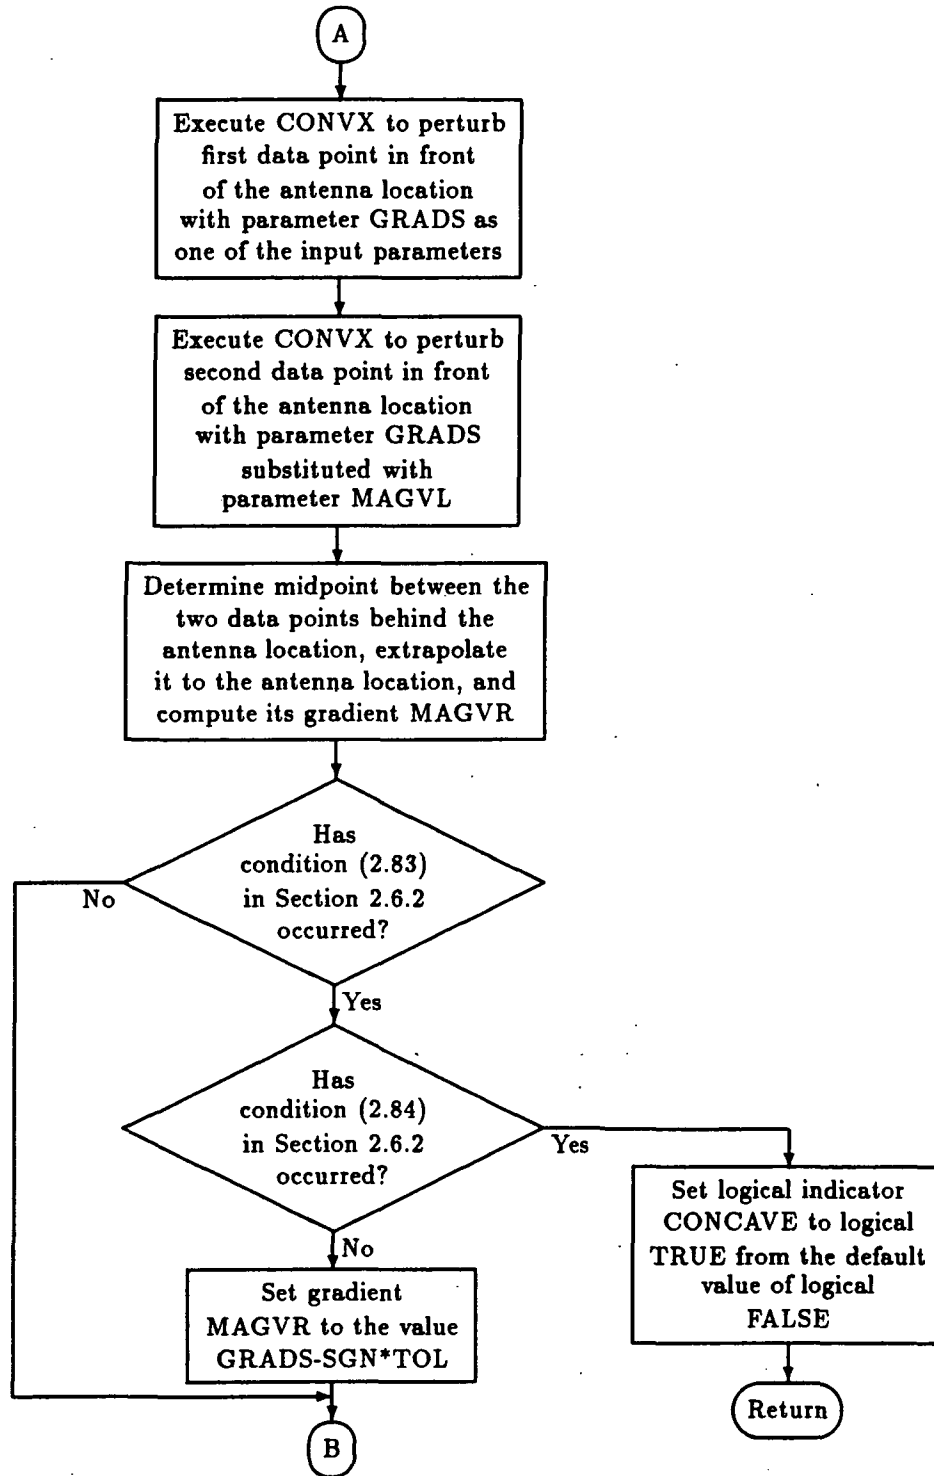 A
Execute CONVX to perturb
first data point in front
of the antenna location
with parameter GRADS as
one of the input parameters
Execute CONVX to perturb
second data point in front
of the antenna location
with parameter GRADS
substituted with
parameter MAGVL
Determine midpoint between the
two data points behind the
antenna location, extrapolate
it to the antenna location, and
compute its gradient MAGVR
Has
condition (2.83)
in Section 2.6.2
occurred?
No
Yes
Has
condition (2.84)
in Section 2.6.2
occurred?
Yes
No
Set logical indicator
CONCAVE to logical
TRUE from the default
value of logical
FALSE
Set gradient
MAGVR to the value
GRADS-SGN*TOL
Return
B